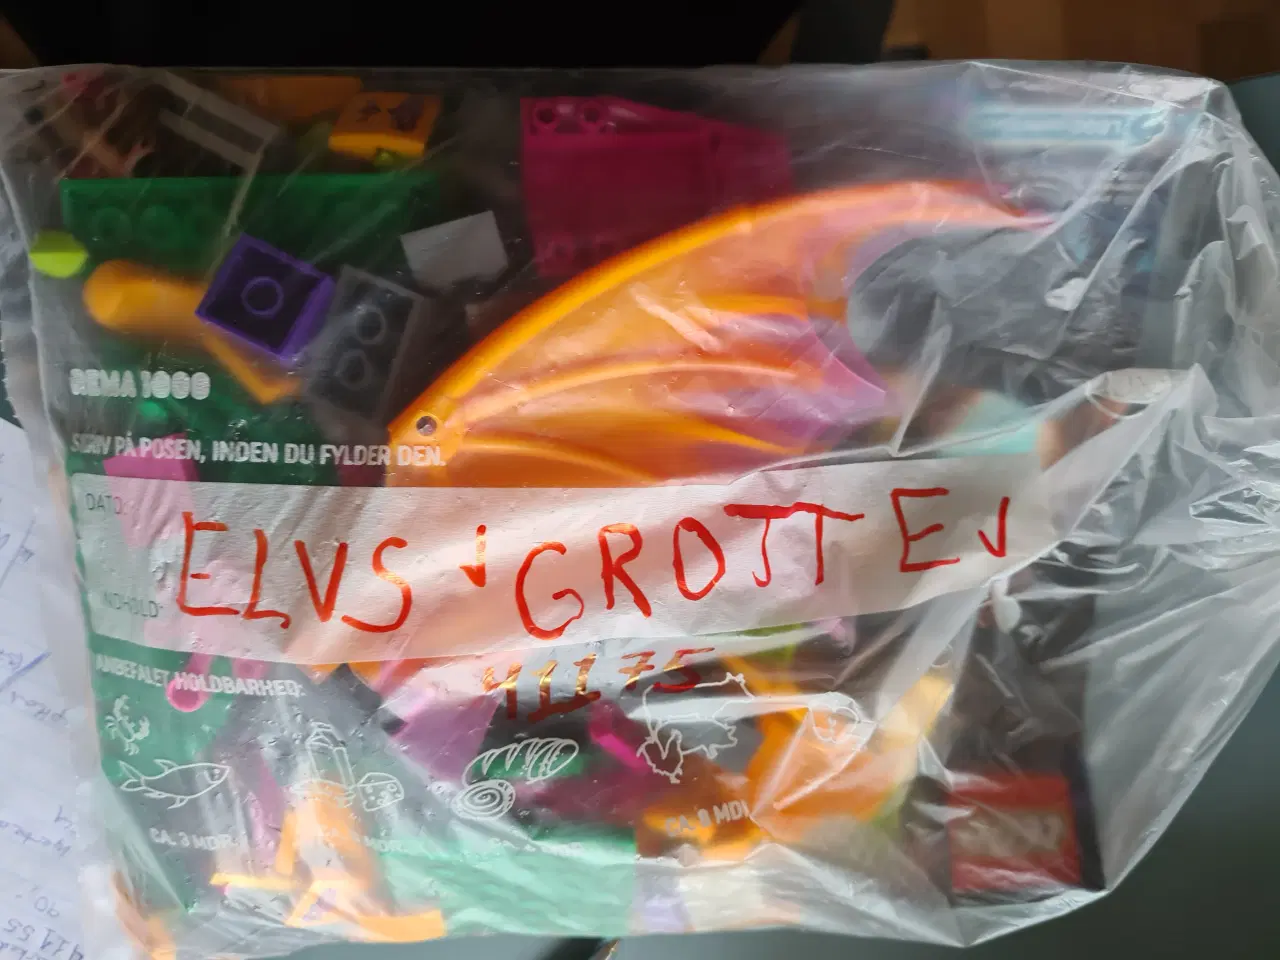 REMA 1000
SKRIV PÅ POSEN, INDEN DU FYLDER DEN.
DATO:
ELVS GROTTE
INDHOLD:
41175
ANBEFALET HOLDBARHED:
CA. 3 MDR.
CA. 8 MDR
41155